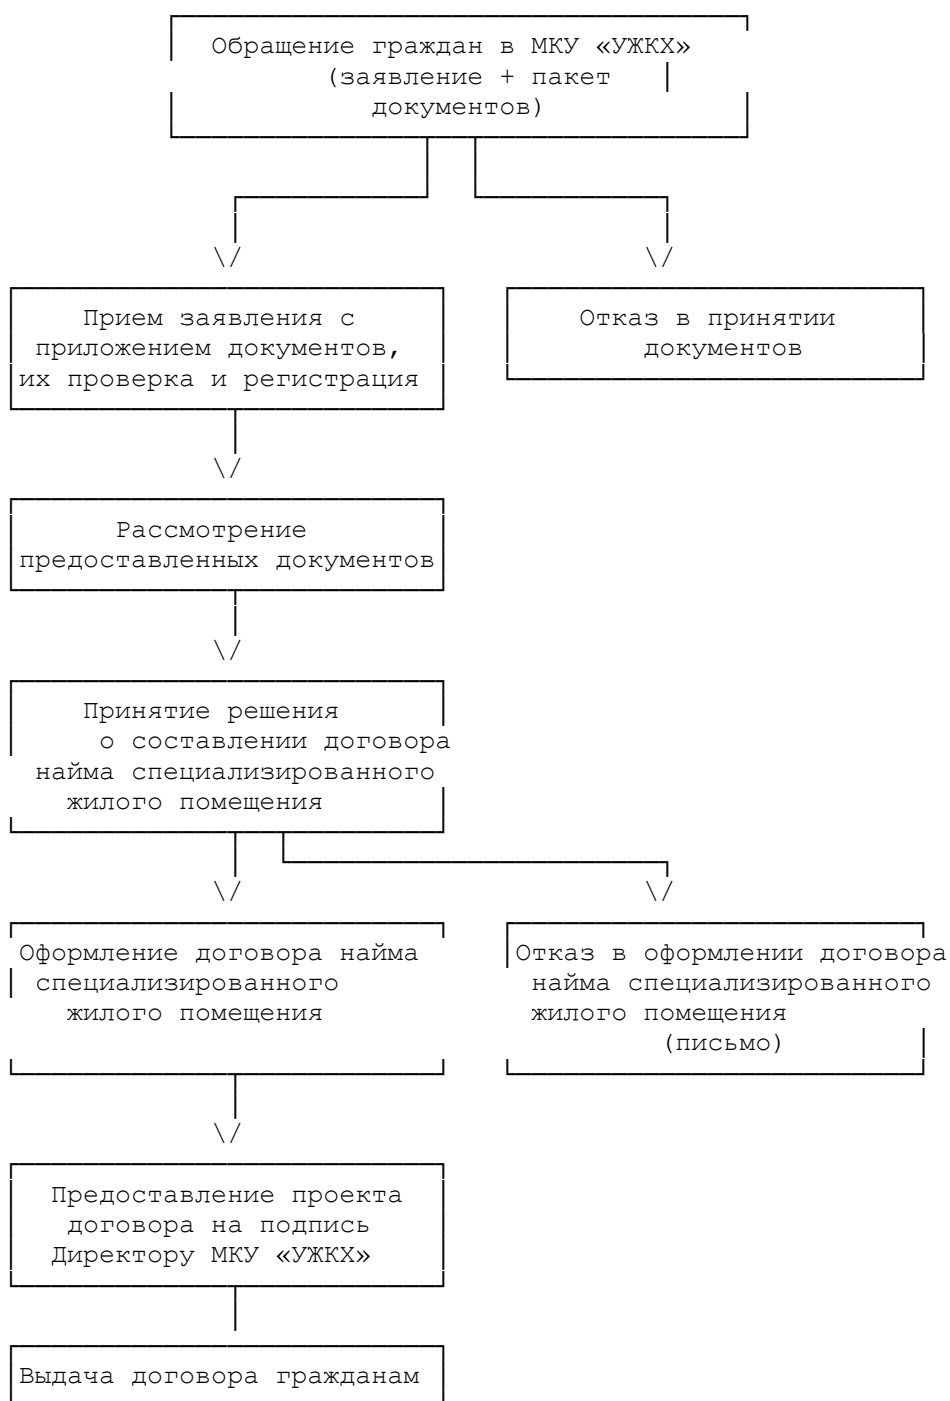 Обращение граждан в МКУ «УЖКХ»
(заявление + пакет
документов)
Прием заявления с
приложением документов,
их проверка и регистрация
Отказ в принятии
документов
Рассмотрение
предоставленных документов
Принятие решения
о составлении договора
найма специализированного
жилого помещения
Оформление договора найма
специализированного
жилого помещения
Отказ в оформлении договора
найма специализированного
жилого помещения
(письмо)
Предоставление проекта
договора на подпись
Директору МКУ «УЖКХ»
Выдача договора гражданам